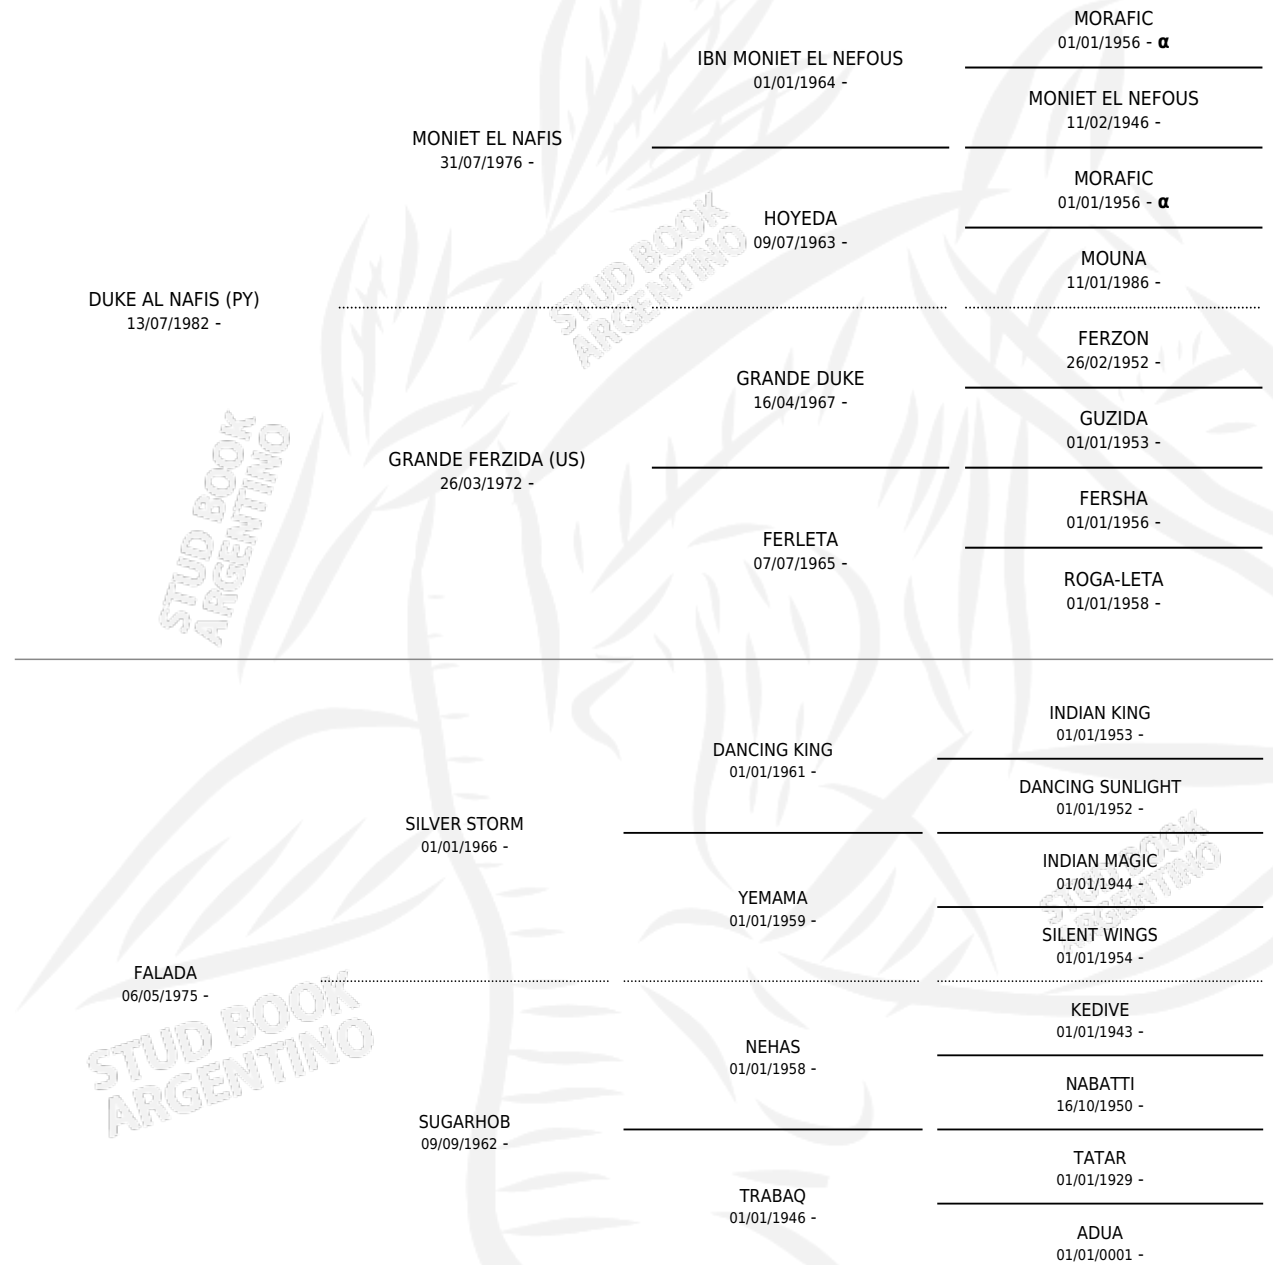 MORAFIC
01/01/1956 - α
IBN MONIET EL NEFOUS
01/01/1964 -
MONIET EL NEFOUS
11/02/1946 -
MONIET EL NAFIS
31/07/1976 -
MORAFIC
01/01/1956 - α
HOYEDA
09/07/1963 -
MOUNA
11/01/1986 -
DUKE AL NAFIS (PY)
13/07/1982 -
FERZON
26/02/1952 -
GRANDE DUKE
16/04/1967 -
GUZIDA
01/01/1953 -
GRANDE FERZIDA (US)
26/03/1972 -
FERSHA
01/01/1956 -
FERLETA
07/07/1965 -
ROGA-LETA
01/01/1958 -
INDIAN KING
01/01/1953 -
DANCING KING
01/01/1961 -
DANCING SUNLIGHT
01/01/1952 -
SILVER STORM
01/01/1966 -
INDIAN MAGIC
01/01/1944 -
YEMAMA
01/01/1959 -
SILENT WINGS
01/01/1954 -
FALADA
06/05/1975 -
KEDIVE
01/01/1943 -
NEHAS
01/01/1958 -
NABATTI
16/10/1950 -
SUGARHOB
09/09/1962 -
TATAR
01/01/1929 -
TRABAQ
01/01/1946 -
ADUA
01/01/0001 -
STUD BOOK
ARGENTINO
STUD BOOK
ARGENTINO
STUD BOOK
ARGENTINO
STUD BOOK
ARGENTINO